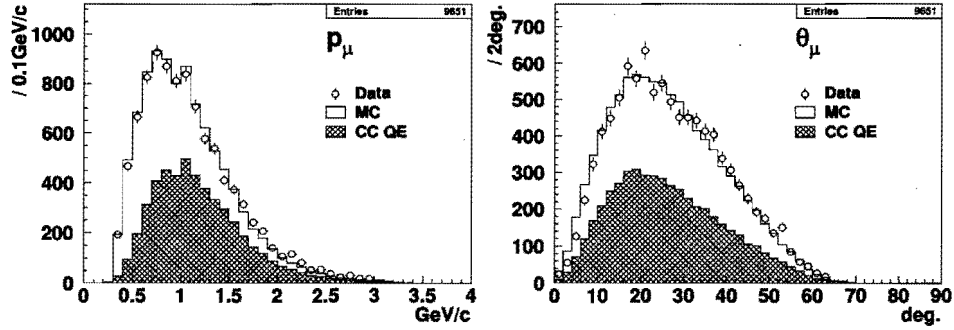 Entries 9651
/ 0.1GeV/c
1000
800
600
400
200
0
pμ
Data
MC
CC QE
0 0.5 1 1.5 2 2.5 3 3.5 4
GeV/c
Entries 9651
/ 2deg.
700
600
500
400
300
200
100
0
θμ
Data
MC
CC QE
0 10 20 30 40 50 60 70 80 90
deg.